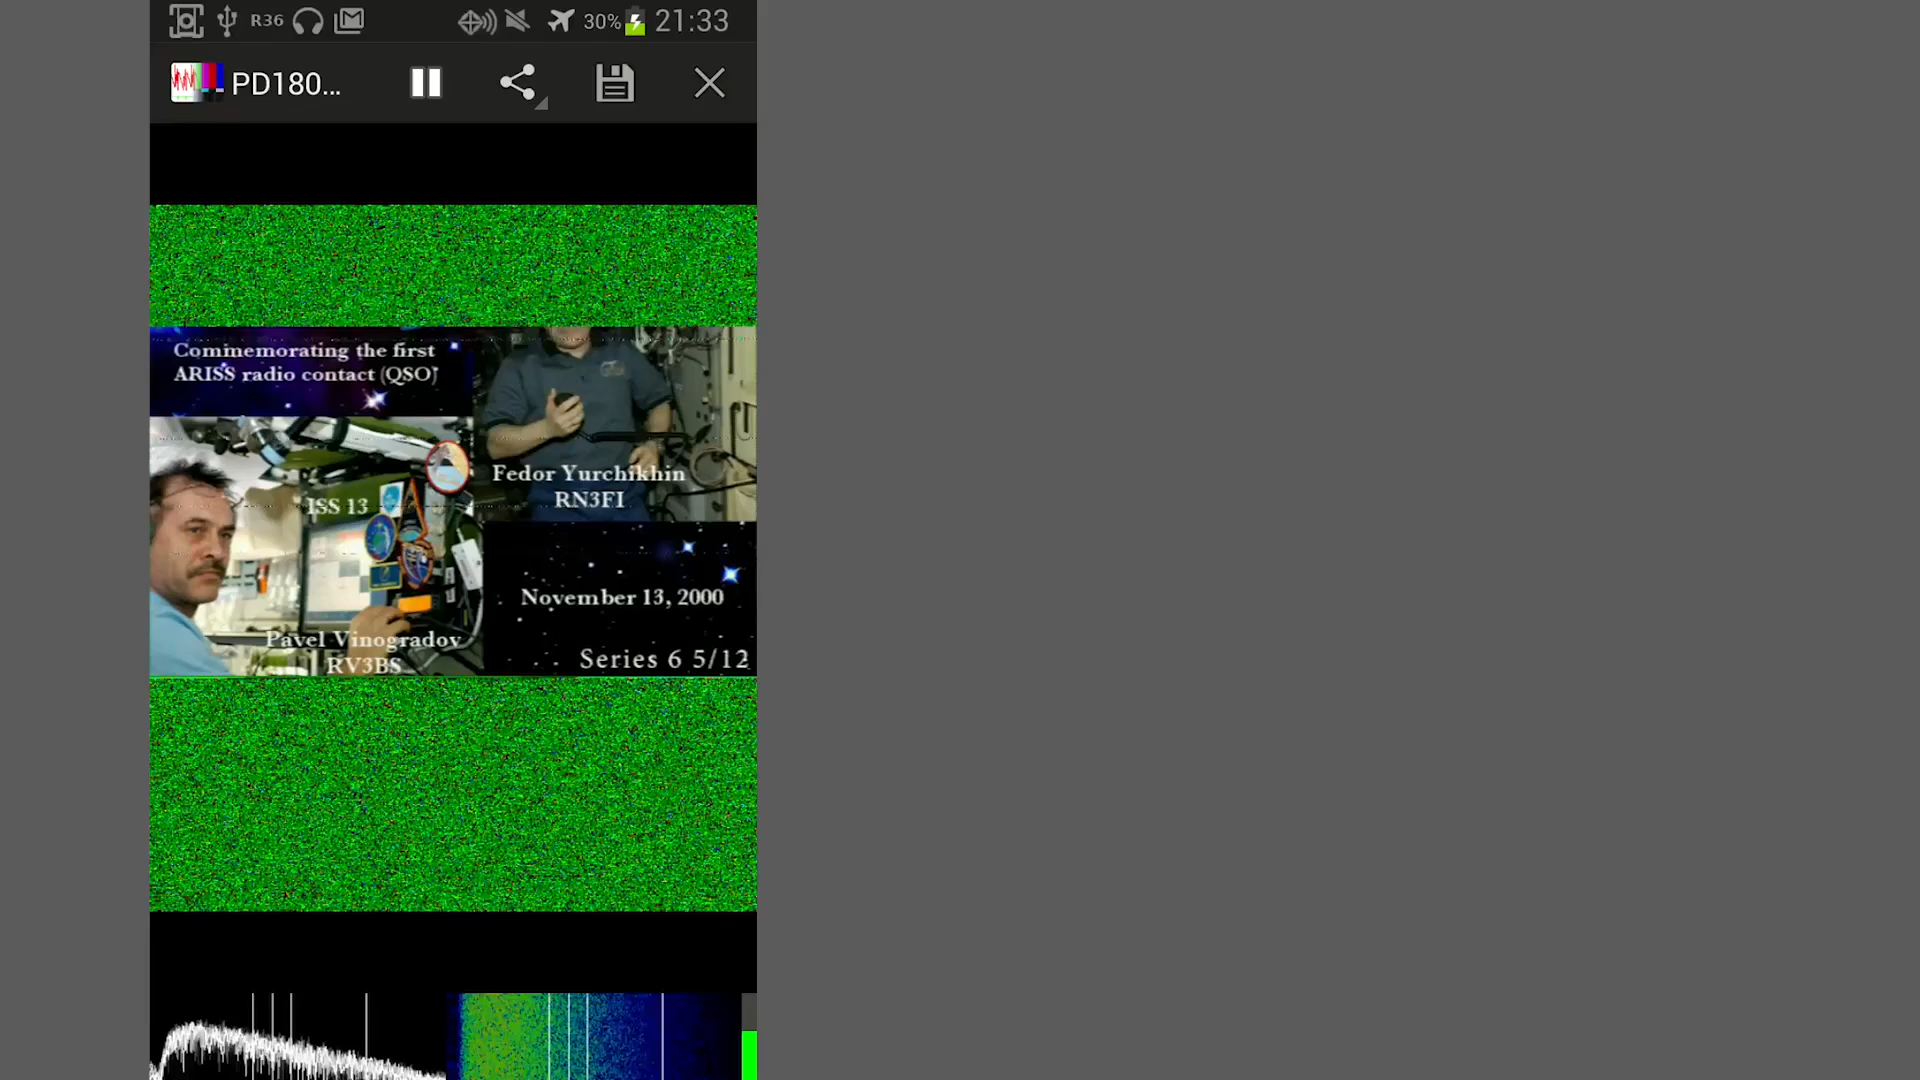 R36
30%
21:33
PD180...
Commemorating the first
ARISS radio contact (QSO)
Fedor Yurchikhin
RN3FI
ISS 13
November 13, 2000
Pavel Vinogradov
RV3BS
Series 6 5/12